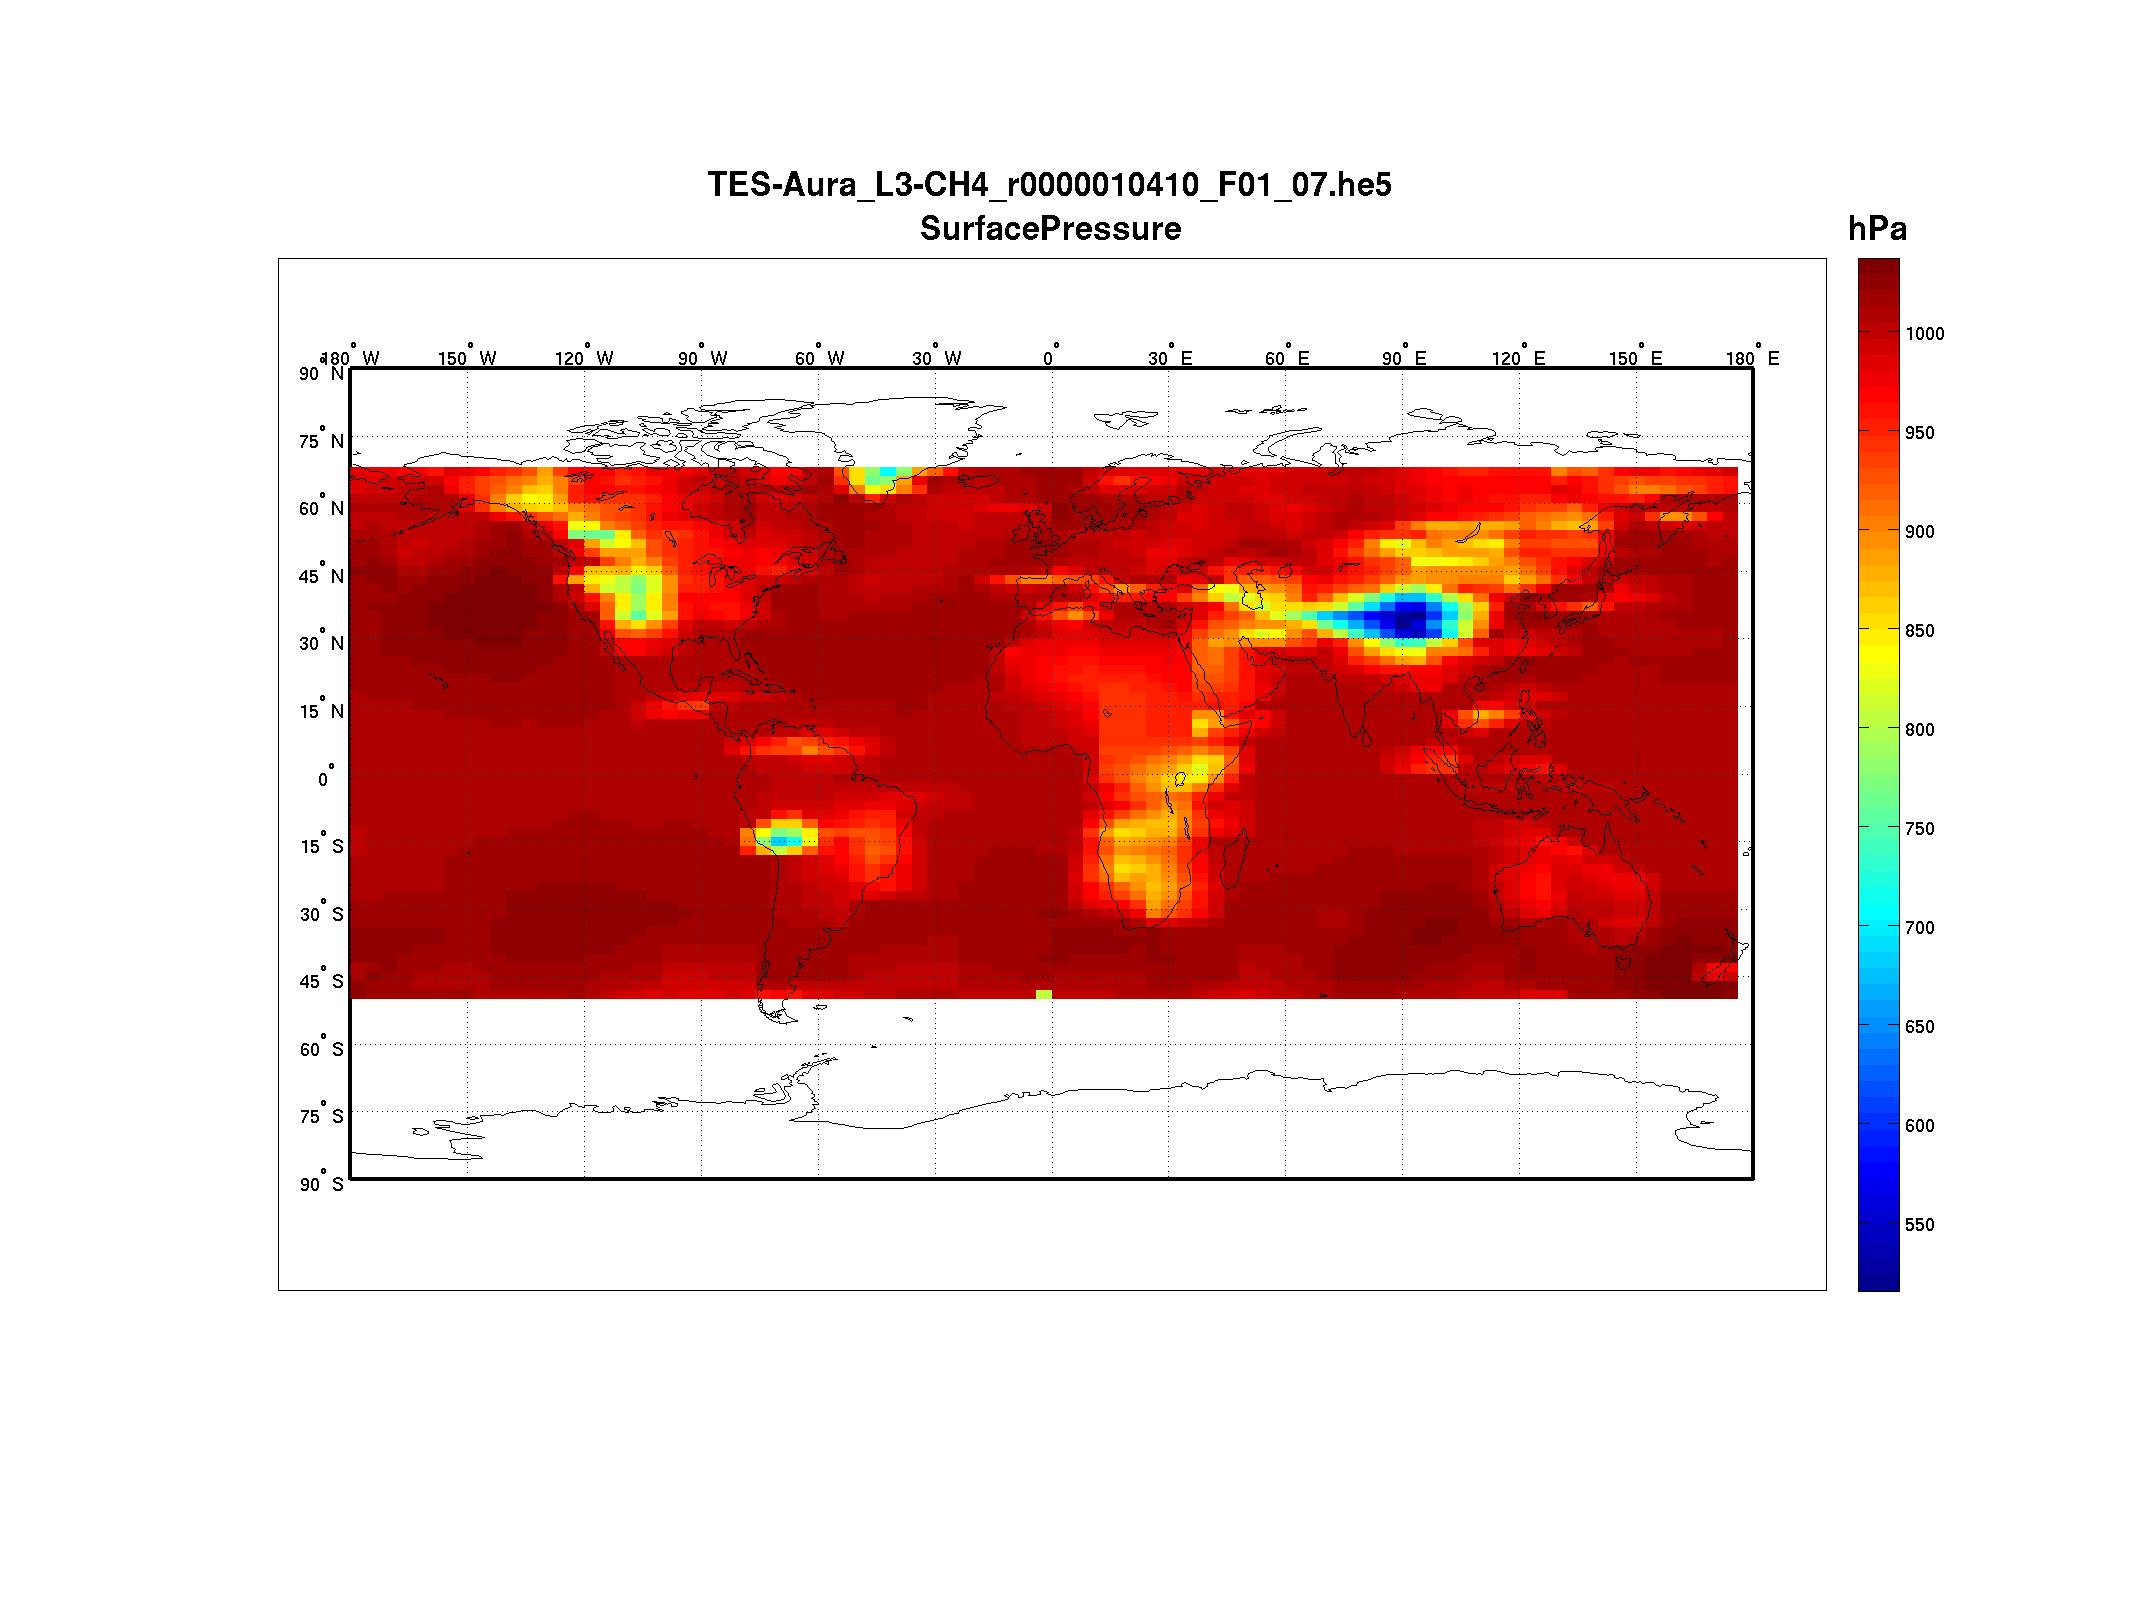 TES-Aura_L3-CH4_r0000010410_F01_07.he5
SurfacePressure
hPa
180° W 150° W 120° W 90° W 60° W 30° W 0° 30° E 60° E 90° E 120° E 150° E 180° E
90° N
75° N
60° N
45° N
30° N
15° N
0°
15° S
30° S
45° S
60° S
75° S
90° S
1000
950
900
850
800
750
700
650
600
550